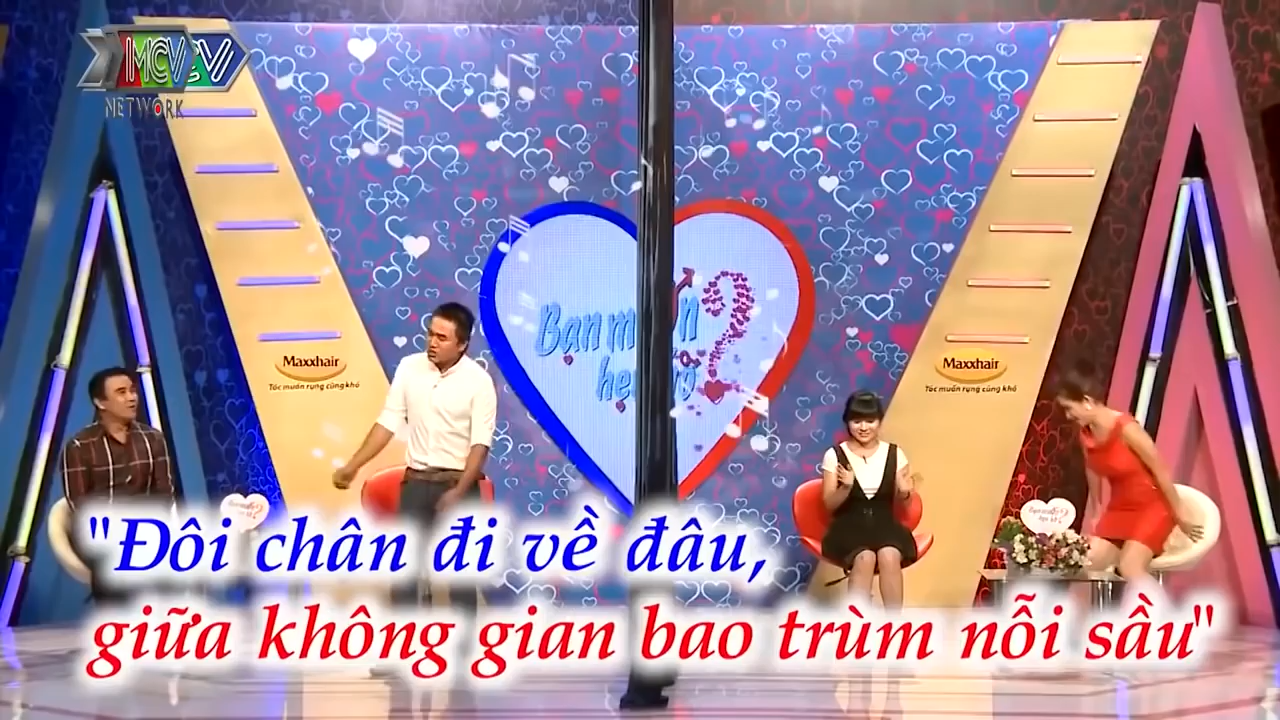 MCVTV
NETWORK
Maxxhair
Tóc muốn rụng cũng khó
Maxxhair
Tóc muốn rụng cũng khó
"Đôi chân đi về đâu,
giữa không gian bao trùm nỗi sầu"